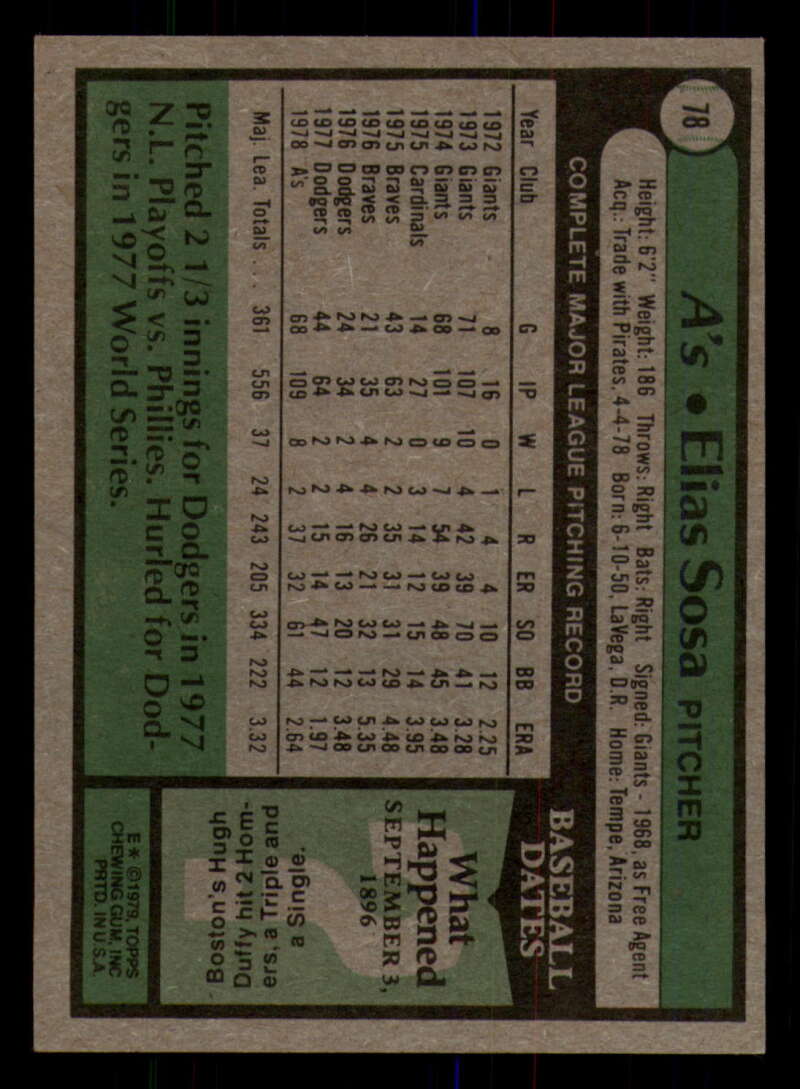 78
A's • Elias Sosa PITCHER
Height: 6'2" Weight: 186 Throws: Right Bats: Right Signed: Giants - 1968, as Free Agent
Acq.: Trade with Pirates, 4-4-78 Born: 6-10-50, LaVega, D.R. Home: Tempe, Arizona
COMPLETE MAJOR LEAGUE PITCHING RECORD
Year Club G IP W L R ER SO BB ERA
1972 Giants 8 16 0 1 4 4 10 12 2.25
1973 Giants 71 107 10 4 42 39 70 41 3.28
1974 Giants 68 101 9 7 54 39 48 45 3.48
1975 Cardinals 14 27 0 3 14 12 15 14 3.95
1975 Braves 43 63 2 2 35 31 31 29 4.48
1976 Braves 21 35 4 4 26 21 32 13 5.35
1976 Dodgers 24 34 2 4 16 13 20 12 3.48
1977 Dodgers 44 64 2 2 15 14 47 12 1.97
1978 A's 68 109 8 2 37 32 61 44 2.64
Maj. Lea. Totals . . . 361 556 37 24 243 205 334 222 3.32
Pitched 2 1/3 innings for Dodgers in 1977
N.L. Playoffs vs. Phillies. Hurled for Dod-
gers in 1977 World Series.
BASEBALL
DATES
What
Happened
SEPTEMBER 3,
1896
Boston's Hugh
Duffy hit 2 Hom-
ers, a Triple and
a Single.
E* ©1979, TOPPS
CHEWING GUM, INC
PRTD. IN U.S.A.